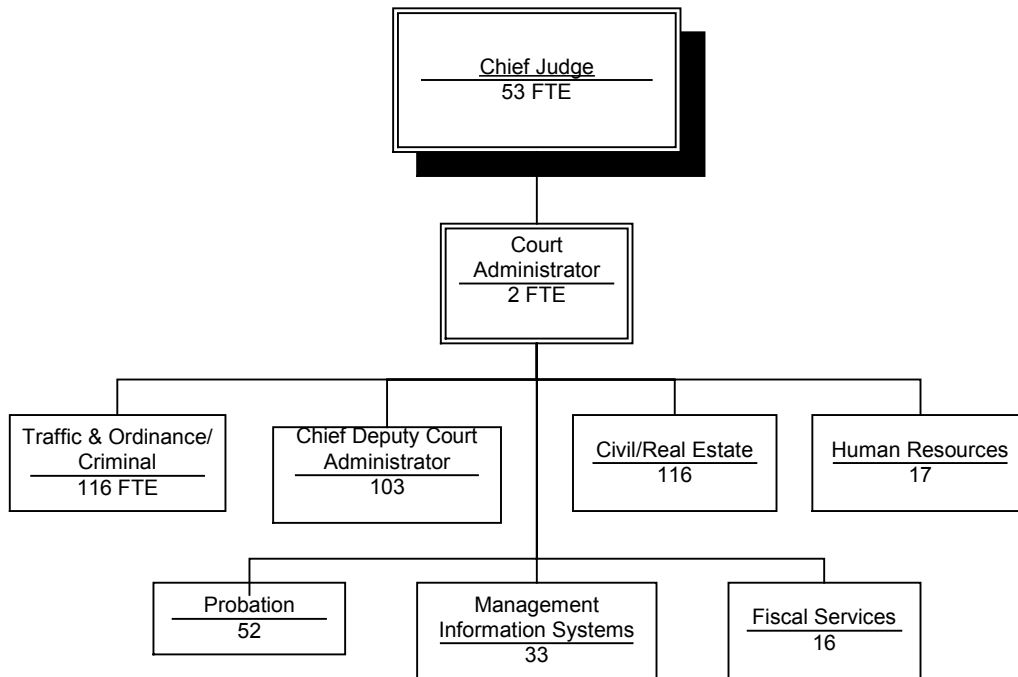 Chief Judge
53 FTE
Court
Administrator
2 FTE
Traffic & Ordinance/
Criminal
116 FTE
Chief Deputy Court
Administrator
103
Civil/Real Estate
116
Human Resources
17
Probation
52
Management
Information Systems
33
Fiscal Services
16